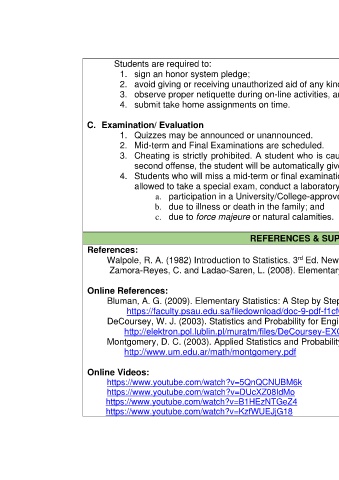 Students are required to:
1. sign an honor system pledge;
2. avoid giving or receiving unauthorized aid of any kin
3. observe proper netiquette during on-line activities, a
4. submit take home assignments on time.
C. Examination/ Evaluation
1. Quizzes may be announced or unannounced.
2. Mid-term and Final Examinations are scheduled.
3. Cheating is strictly prohibited. A student who is cau
second offense, the student will be automatically giv
4. Students who will miss a mid-term or final examinati
allowed to take a special exam, conduct a laboratory
a. participation in a University/College-approve
b. due to illness or death in the family; and
c. due to force majeure or natural calamities.
REFERENCES & SUP
References:
Walpole, R. A. (1982) Introduction to Statistics. 3rd Ed. New
Zamora-Reyes, C. and Ladao-Saren, L. (2008). Elementar
Online References:
Bluman, A. G. (2009). Elementary Statistics: A Step by Step
https://faculty.psau.edu.sa/filedownload/doc-9-pdf-f1cf
DeCoursey, W. J. (2003). Statistics and Probability for Engi
http://elektron.pol.lublin.pl/muratm/files/DeCoursey-EX
Montgomery, D. C. (2003). Applied Statistics and Probability
http://www.um.edu.ar/math/montgomery.pdf
Online Videos:
https://www.youtube.com/watch?v=5QnQCNUBM6k
https://www.youtube.com/watch?v=DUcXZ08IdMo
https://www.youtube.com/watch?v=B1HEzNTGeZ4
https://www.youtube.com/watch?v=KzfWUEJjG18